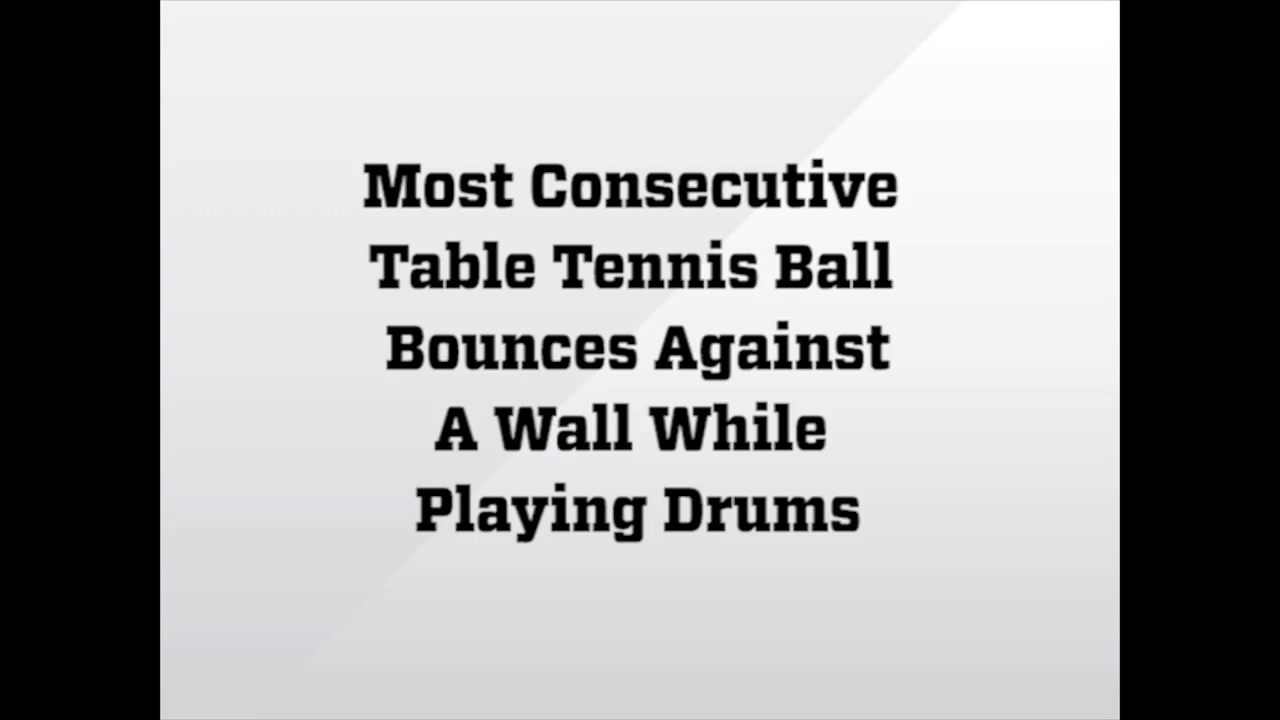 Most Consecutive
Table Tennis Ball
Bounces Against
A Wall While
Playing Drums